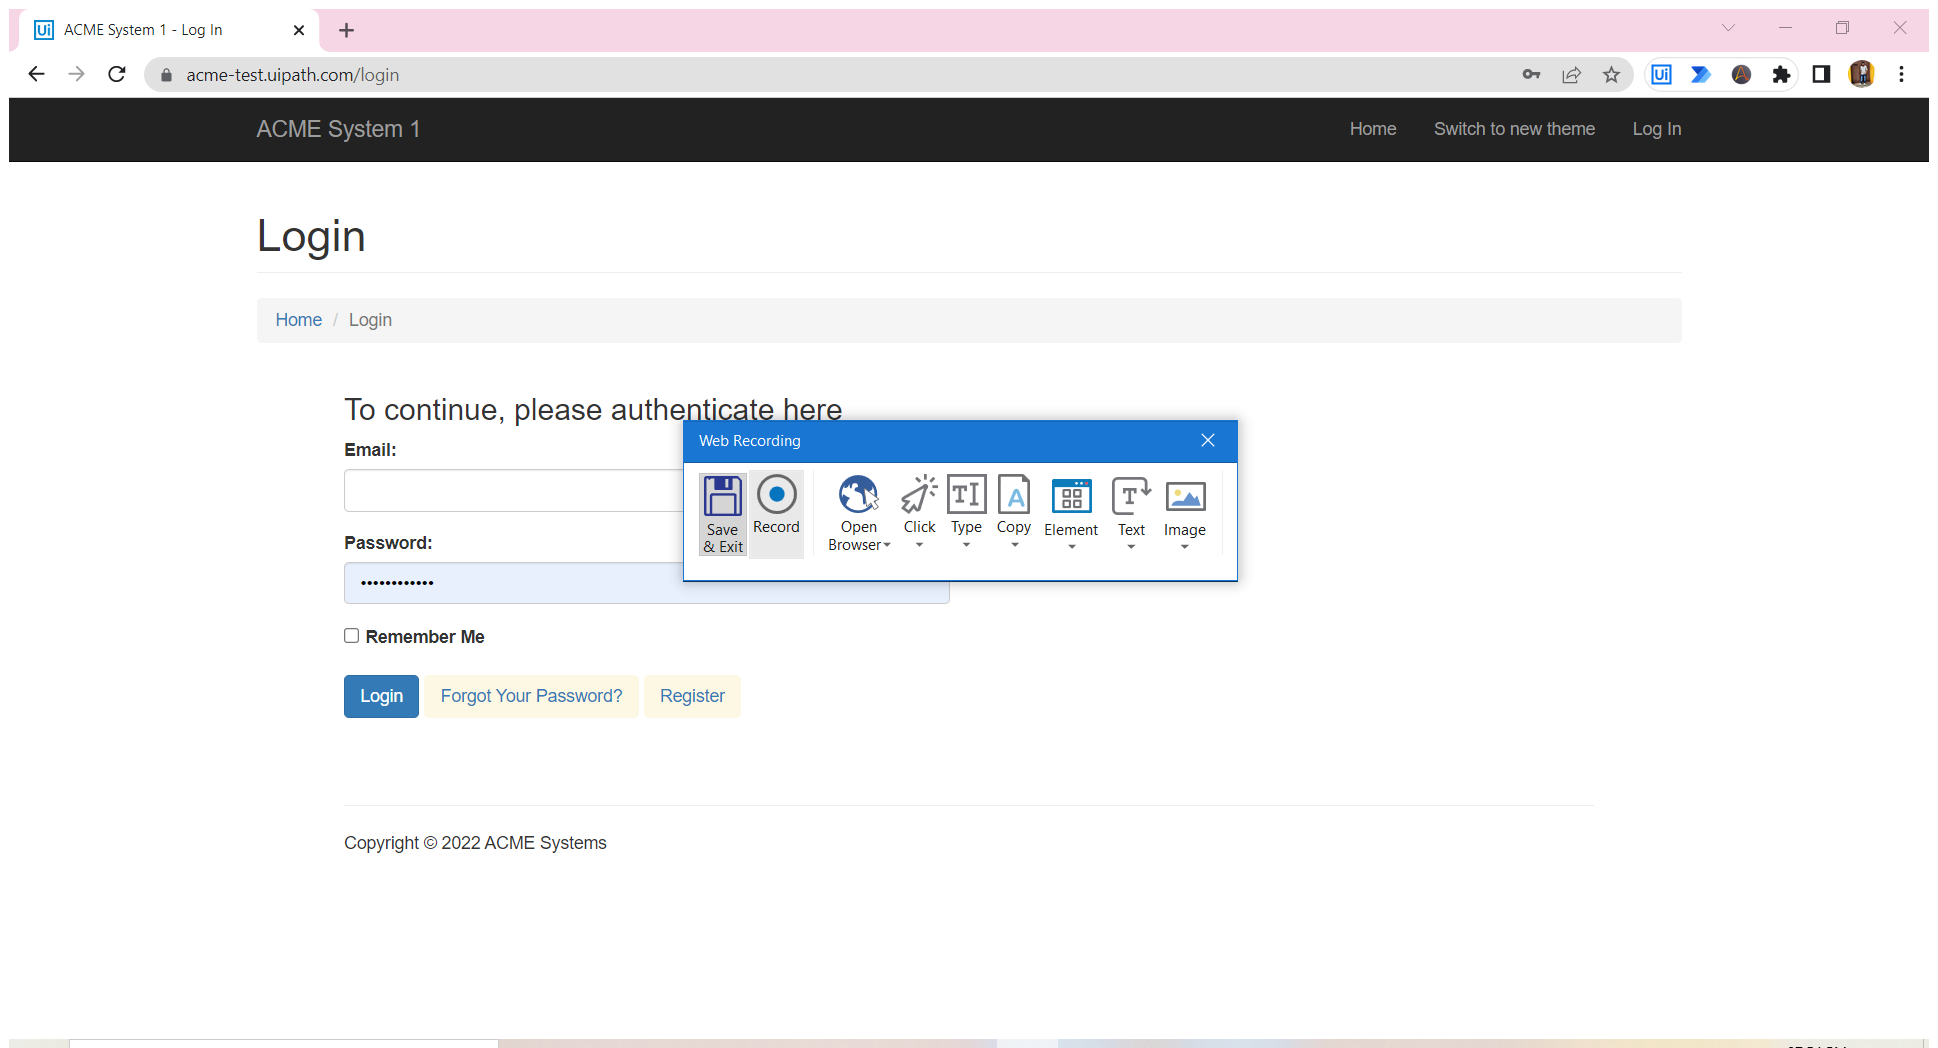 Ui ACME System 1 - Log In
acme-test.uipath.com/login
Ui
ACME System 1 Home Switch to new theme Log In
Login
Home / Login
To continue, please authenticate here
Email:
Password:
••••••••••••
Remember Me
Login Forgot Your Password? Register
Copyright © 2022 ACME Systems
Web Recording
Save
& Exit
Record
Open
Browser
Click
Type
Copy
Element
Text
Image